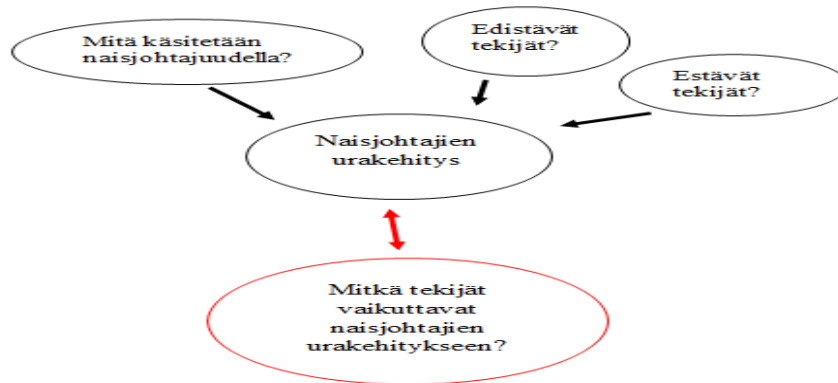 Mitä käsitetään
naisjohtajuudella?
Edistävät
tekijät?
Estävät
tekijät?
Naisjohtajien
urakehitys
Mitkä tekijät
vaikuttavat
naisjohtajien
urakehitykseen?